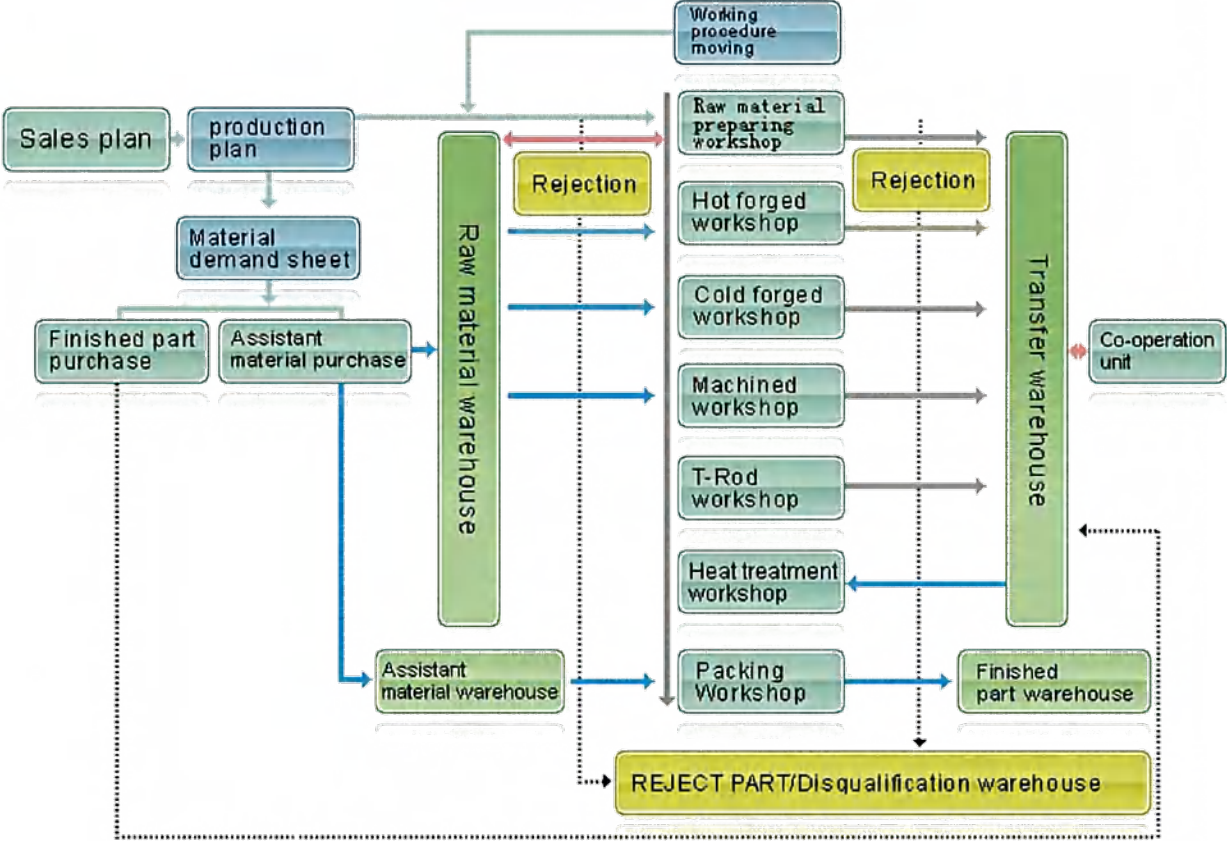 Working
procedure
moving
Sales plan
production
plan
Raw material
preparing
workshop
Rejection
Rejection
Material
demand sheet
Hot forged
workshop
Raw material warehouse
Transfer warehouse
Cold forged
workshop
Finished part
purchase
Assistant
material purchase
Co-operation
unit
Machined
workshop
T-Rod
workshop
Heat treatment
workshop
Assistant
material warehouse
Packing
Workshop
Finished
part warehouse
REJECT PART/Disqualification warehouse